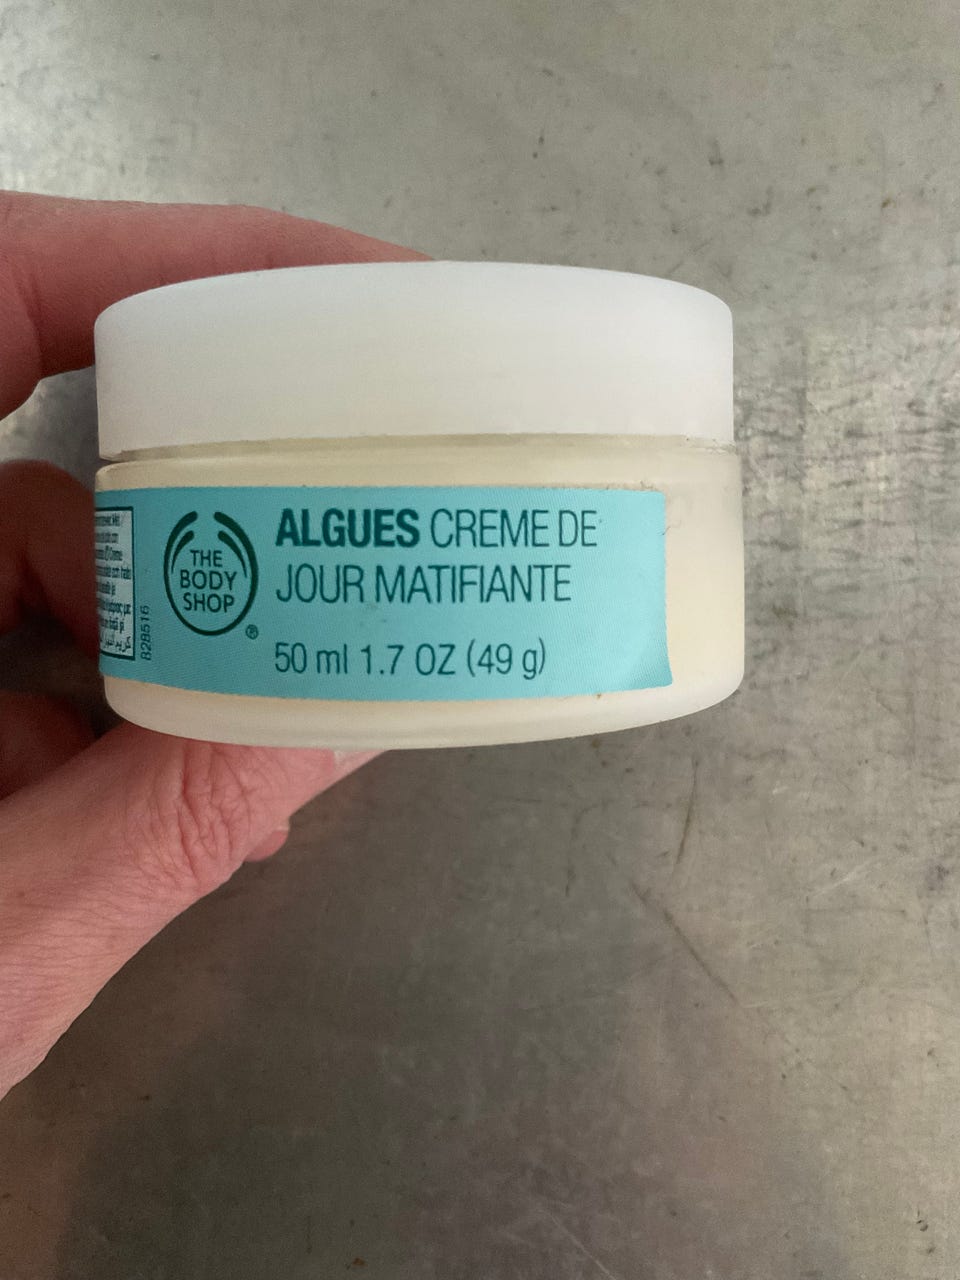 THE
BODY
SHOP
®
ALGUES CREME DE
JOUR MATIFIANTE
50 ml 1.7 OZ (49 g)
828516